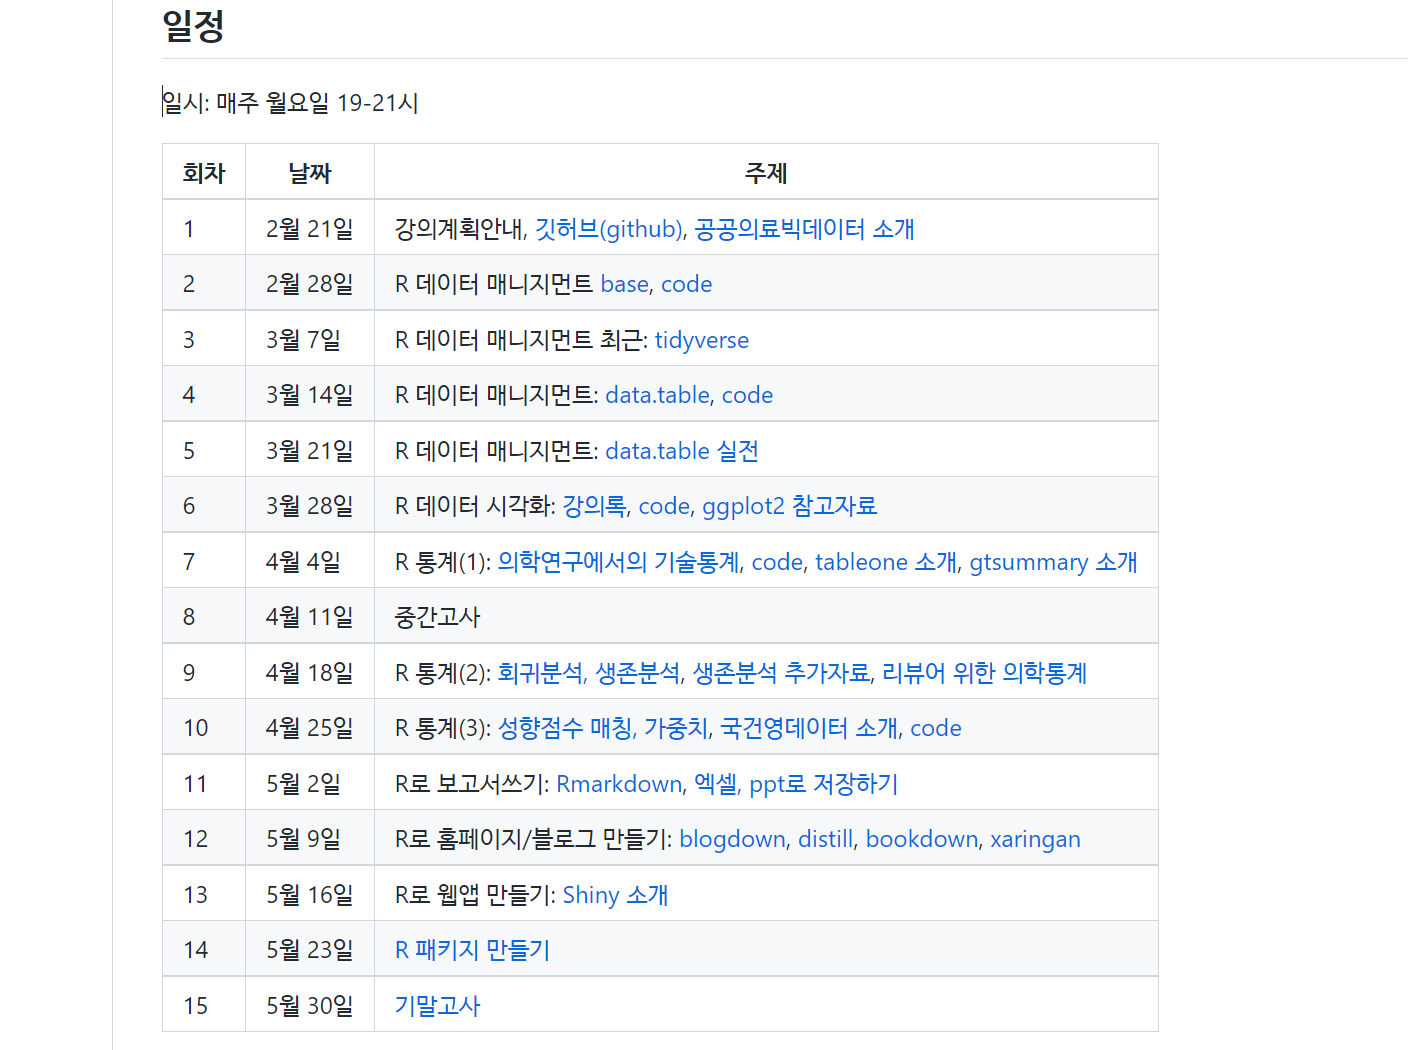 일정
일시: 매주 월요일 19-21시
회차 날짜 주제
1 2월 21일 강의계획안내, 깃허브(github), 공공의료빅데이터 소개
2 2월 28일 R 데이터 매니지먼트 base, code
3 3월 7일 R 데이터 매니지먼트 최근: tidyverse
4 3월 14일 R 데이터 매니지먼트: data.table, code
5 3월 21일 R 데이터 매니지먼트: data.table 실전
6 3월 28일 R 데이터 시각화: 강의록, code, ggplot2 참고자료
7 4월 4일 R 통계(1): 의학연구에서의 기술통계, code, tableone 소개, gtsummary 소개
8 4월 11일 중간고사
9 4월 18일 R 통계(2): 회귀분석, 생존분석, 생존분석 추가자료, 리뷰어 위한 의학통계
10 4월 25일 R 통계(3): 성향점수 매칭, 가중치, 국건영데이터 소개, code
11 5월 2일 R로 보고서쓰기: Rmarkdown, 엑셀, ppt로 저장하기
12 5월 9일 R로 홈페이지/블로그 만들기: blogdown, distill, bookdown, xaringan
13 5월 16일 R로 웹앱 만들기: Shiny 소개
14 5월 23일 R 패키지 만들기
15 5월 30일 기말고사